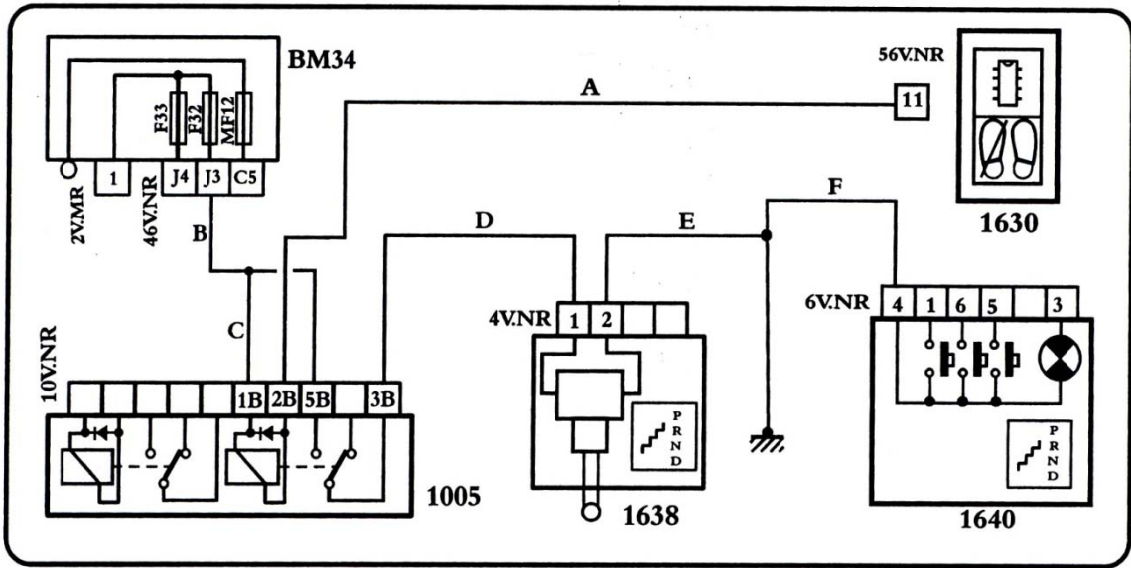 BM34
F33
F32
MF12
2V.MR
1
46V.NR
J4
J3
C5
A
56V.NR
11
1630
B
C
D
E
F
10V.NR
1B
2B
5B
3B
1005
4V.NR
1
2
P
R
N
D
1638
6V.NR
4
1
6
5
3
P
R
N
D
1640